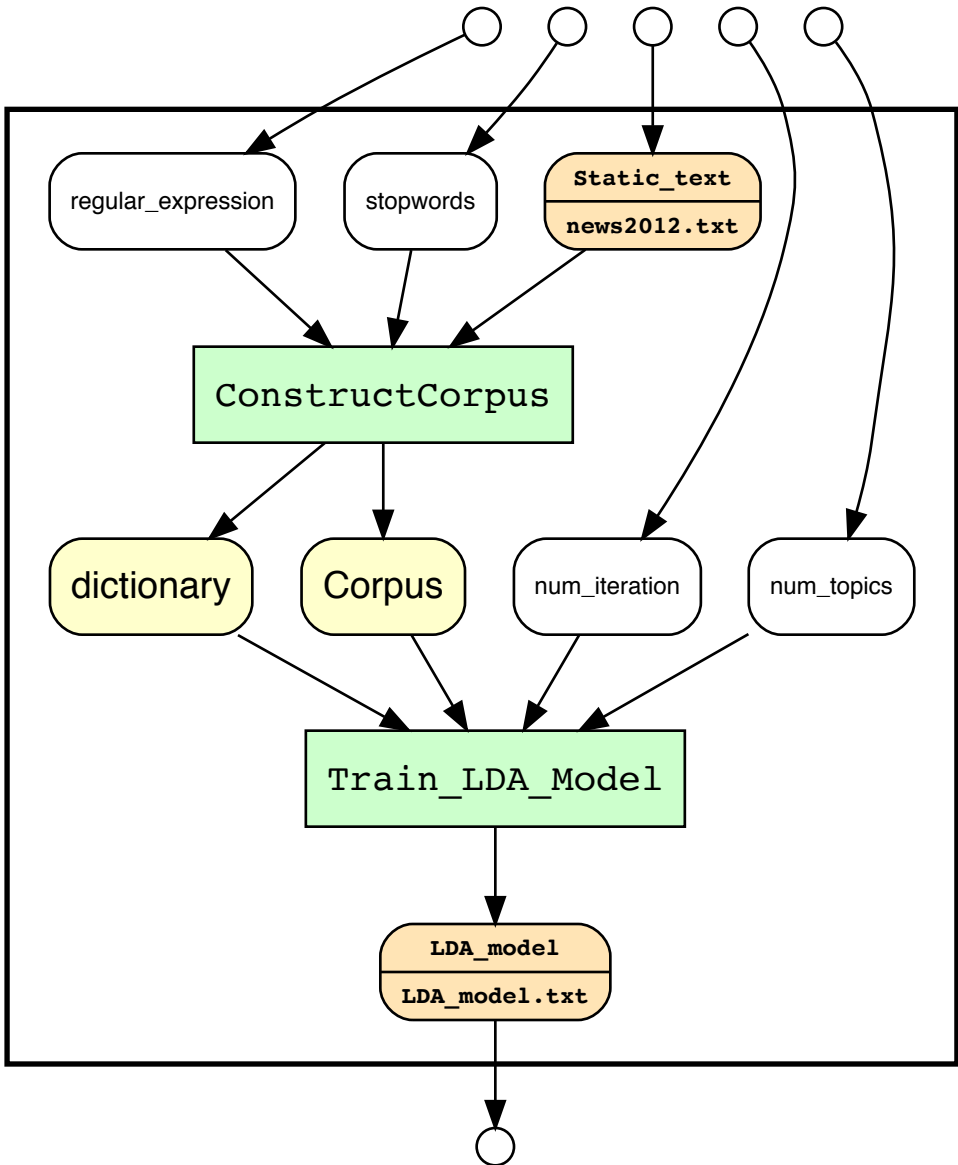 regular_expression
stopwords
Static_text
news2012.txt
ConstructCorpus
dictionary
Corpus
num_iteration
num_topics
Train_LDA_Model
LDA_model
LDA_model.txt